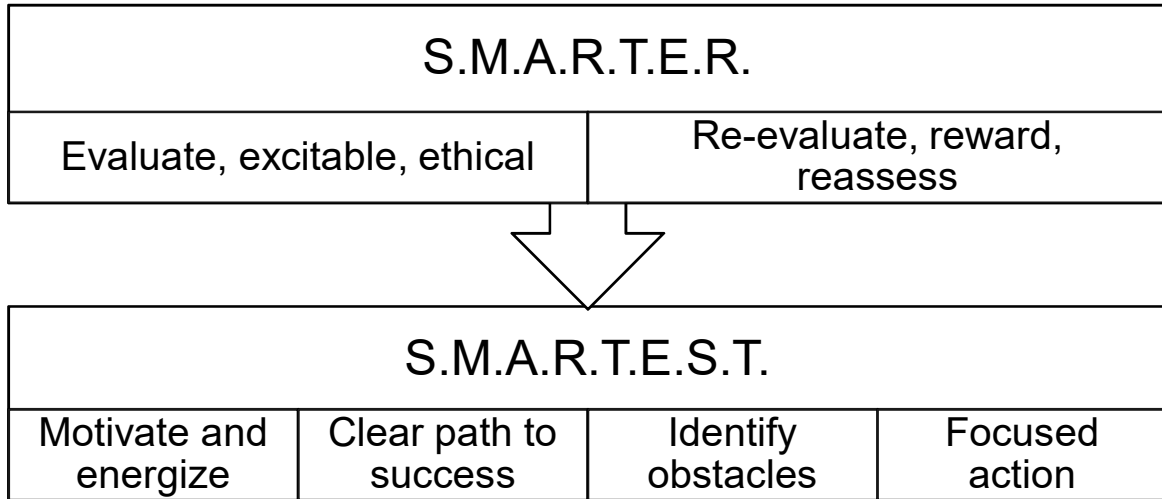 S.M.A.R.T.E.R.
Evaluate, excitable, ethical
Re-evaluate, reward,
reassess
S.M.A.R.T.E.S.T.
Motivate and
energize
Clear path to
success
Identify
obstacles
Focused
action